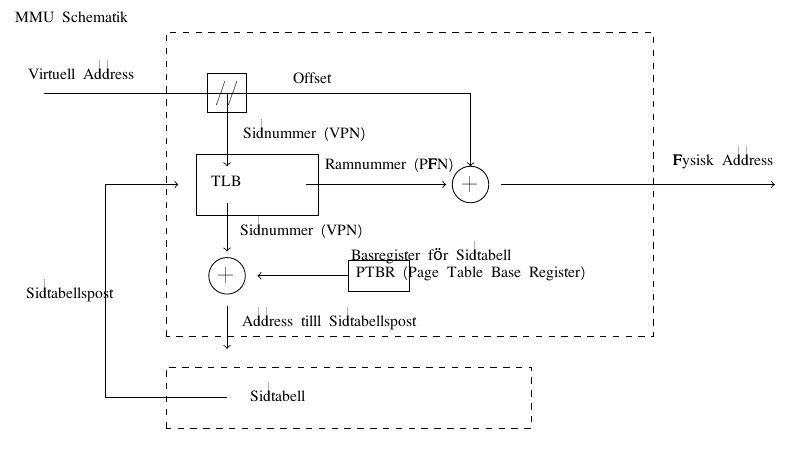 MMU Schematik
Virtuell Address
Offset
Sidnummer (VPN)
Ramnummer (PFN)
Fysisk Address
TLB
Sidnummer (VPN)
Basregister för Sidtabell
PTBR (Page Table Base Register)
Sidtabellspost
Address tilll Sidtabellspost
Sidtabell